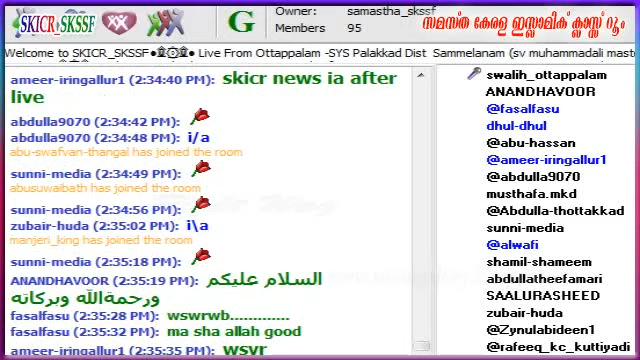 SKICR_SKSSF
G
Owner: samastha_skssf
Members 95
സമസ്ത കേരള ഇസ്ലാമിക് ക്ലാസ്സ് റൂം
Welcome to SKICR_SKSSF Live From Ottappalam -SYS Palakkad Dist Sammelanam (sv muhammadali mast
ameer-iringallur1 (2:34:40 PM): skicr news ia after
live
abdulla9070 (2:34:42 PM):
abdulla9070 (2:34:48 PM): i/a
abu-swafvan-thangal has joined the room
sunni-media (2:34:49 PM):
abusuwaibath has joined the room
sunni-media (2:34:56 PM):
zubair-huda (2:35:02 PM): i\a
manjeri_king has joined the room
sunni-media (2:35:18 PM):
ANANDHAVOOR (2:35:19 PM): السلام عليكم
ورحمةالله وبركاته
fasalfasu (2:35:28 PM): wswrwb.............
fasalfasu (2:35:32 PM): ma sha allah good
ameer-iringallur1 (2:35:35 PM): wsvr
swalih_ottappalam
ANANDHAVOOR
@fasalfasu
dhul-dhul
@abu-hassan
@ameer-iringallur1
@abdulla9070
musthafa.mkd
@Abdulla-thottakkad
sunni-media
@alwafi
shamil-shameem
abdullatheefamari
SAALURASHEED
zubair-huda
@Zynulabideen1
@rafeeq_kc_kuttiyadi